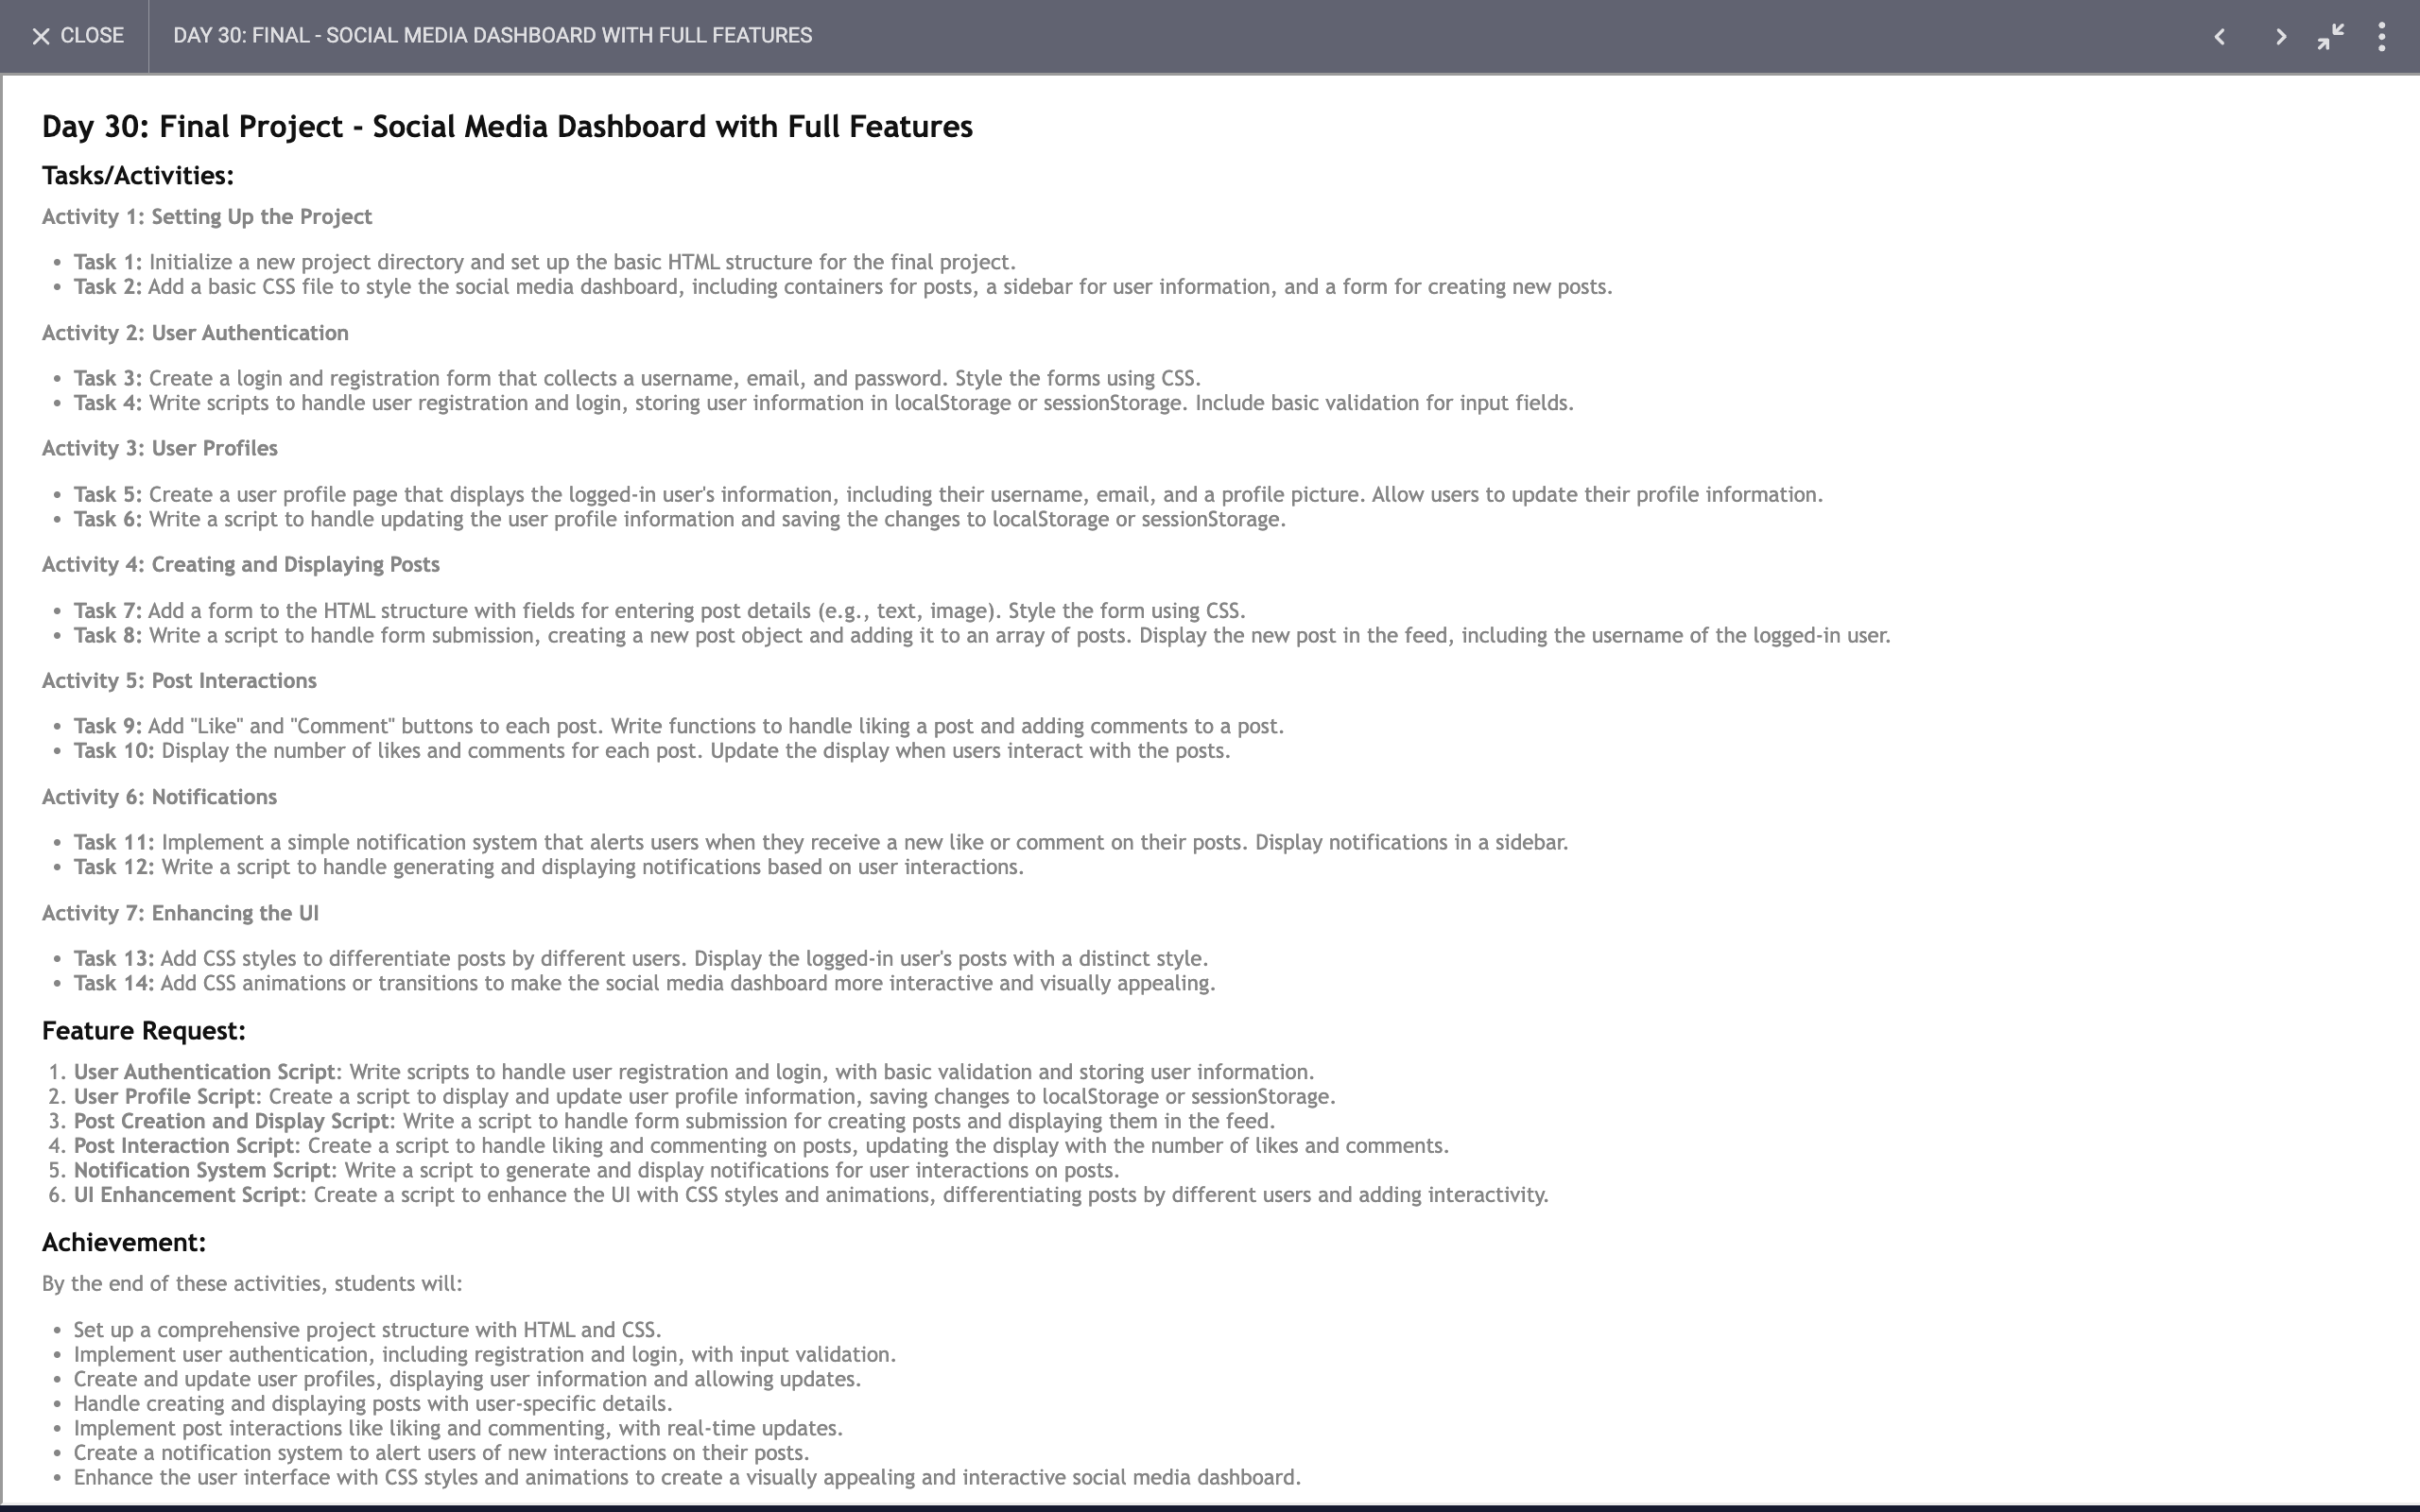 CLOSE
DAY 30: FINAL - SOCIAL MEDIA DASHBOARD WITH FULL FEATURES
Day 30: Final Project - Social Media Dashboard with Full Features
Tasks/Activities:
Activity 1: Setting Up the Project
• Task 1: Initialize a new project directory and set up the basic HTML structure for the final project.
• Task 2: Add a basic CSS file to style the social media dashboard, including containers for posts, a sidebar for user information, and a form for creating new posts.
Activity 2: User Authentication
• Task 3: Create a login and registration form that collects a username, email, and password. Style the forms using CSS.
• Task 4: Write scripts to handle user registration and login, storing user information in localStorage or sessionStorage. Include basic validation for input fields.
Activity 3: User Profiles
• Task 5: Create a user profile page that displays the logged-in user's information, including their username, email, and a profile picture. Allow users to update their profile information.
• Task 6: Write a script to handle updating the user profile information and saving the changes to localStorage or sessionStorage.
Activity 4: Creating and Displaying Posts
• Task 7: Add a form to the HTML structure with fields for entering post details (e.g., text, image). Style the form using CSS.
• Task 8: Write a script to handle form submission, creating a new post object and adding it to an array of posts. Display the new post in the feed, including the username of the logged-in user.
Activity 5: Post Interactions
• Task 9: Add "Like" and "Comment" buttons to each post. Write functions to handle liking a post and adding comments to a post.
• Task 10: Display the number of likes and comments for each post. Update the display when users interact with the posts.
Activity 6: Notifications
• Task 11: Implement a simple notification system that alerts users when they receive a new like or comment on their posts. Display notifications in a sidebar.
• Task 12: Write a script to handle generating and displaying notifications based on user interactions.
Activity 7: Enhancing the UI
• Task 13: Add CSS styles to differentiate posts by different users. Display the logged-in user's posts with a distinct style.
• Task 14: Add CSS animations or transitions to make the social media dashboard more interactive and visually appealing.
Feature Request:
1. User Authentication Script: Write scripts to handle user registration and login, with basic validation and storing user information.
2. User Profile Script: Create a script to display and update user profile information, saving changes to localStorage or sessionStorage.
3. Post Creation and Display Script: Write a script to handle form submission for creating posts and displaying them in the feed.
4. Post Interaction Script: Create a script to handle liking and commenting on posts, updating the display with the number of likes and comments.
5. Notification System Script: Write a script to generate and display notifications for user interactions on posts.
6. UI Enhancement Script: Create a script to enhance the UI with CSS styles and animations, differentiating posts by different users and adding interactivity.
Achievement:
By the end of these activities, students will:
• Set up a comprehensive project structure with HTML and CSS.
• Implement user authentication, including registration and login, with input validation.
• Create and update user profiles, displaying user information and allowing updates.
• Handle creating and displaying posts with user-specific details.
• Implement post interactions like liking and commenting, with real-time updates.
• Create a notification system to alert users of new interactions on their posts.
• Enhance the user interface with CSS styles and animations to create a visually appealing and interactive social media dashboard.